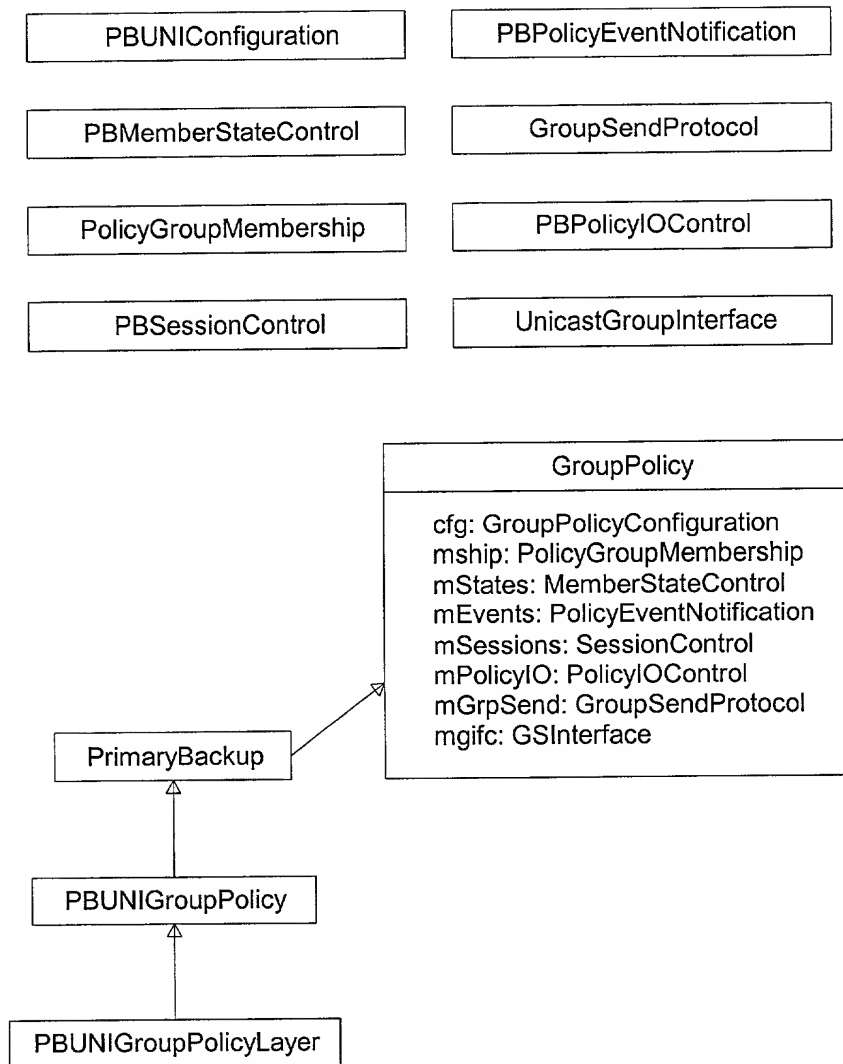 PBUNIConfiguration
PBPolicyEventNotification
PBMemberStateControl
GroupSendProtocol
PolicyGroupMembership
PBPolicyIOControl
PBSessionControl
UnicastGroupInterface
GroupPolicy
cfg: GroupPolicyConfiguration
mship: PolicyGroupMembership
mStates: MemberStateControl
mEvents: PolicyEventNotification
mSessions: SessionControl
mPolicyIO: PolicyIOControl
mGrpSend: GroupSendProtocol
mgifc: GSInterface
PrimaryBackup
PBUNIGroupPolicy
PBUNIGroupPolicyLayer